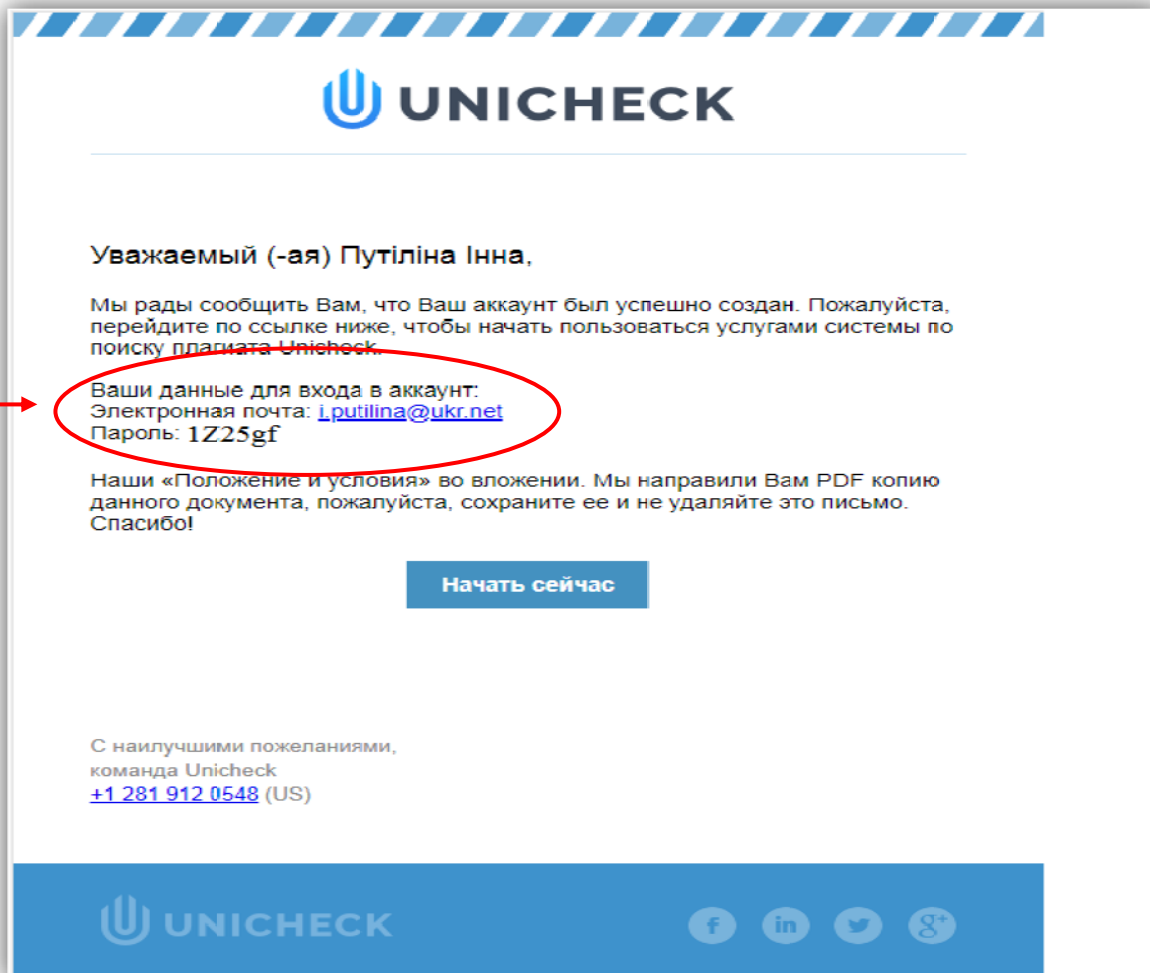 UNICHECK
Уважаемый (-ая) Путіліна Інна,
Мы рады сообщить Вам, что Ваш аккаунт был успешно создан. Пожалуйста,
перейдите по ссылке ниже, чтобы начать пользоваться услугами системы по
поиску плагиата Unicheck.
Ваши данные для входа в аккаунт:
Электронная почта: i.putilina@ukr.net
Пароль: 1Z25gf
Наши «Положение и условия» во вложении. Мы направили Вам PDF копию
данного документа, пожалуйста, сохраните ее и не удаляйте это письмо.
Спасибо!
Начать сейчас
С наилучшими пожеланиями,
команда Unicheck
+1 281 912 0548 (US)
UNICHECK
f in g+